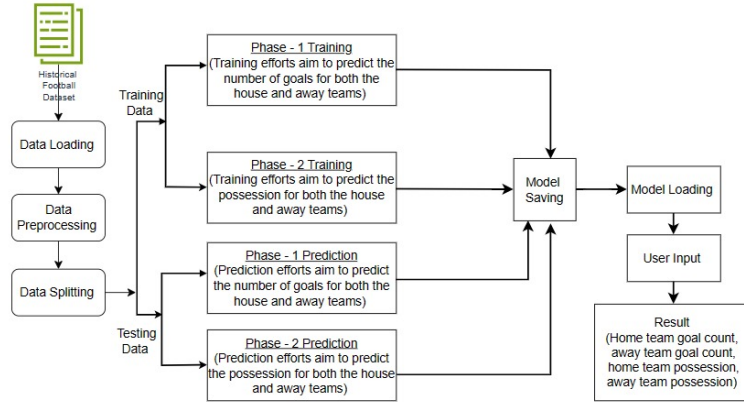 Historical
Football
Dataset
Data Loading
Data
Preprocessing
Data Splitting
Training
Data
Testing
Data
Phase - 1 Training
(Training efforts aim to predict the
number of goals for both the
house and away teams)
Phase - 2 Training
(Training efforts aim to predict the
possession for both the house
and away teams)
Phase - 1 Prediction
(Prediction efforts aim to predict
the number of goals for both the
house and away teams)
Phase - 2 Prediction
(Prediction efforts aim to predict
the possession for both the house
and away teams)
Model
Saving
Model Loading
User Input
Result
(Home team goal count,
away team goal count,
home team possession,
away team possession)